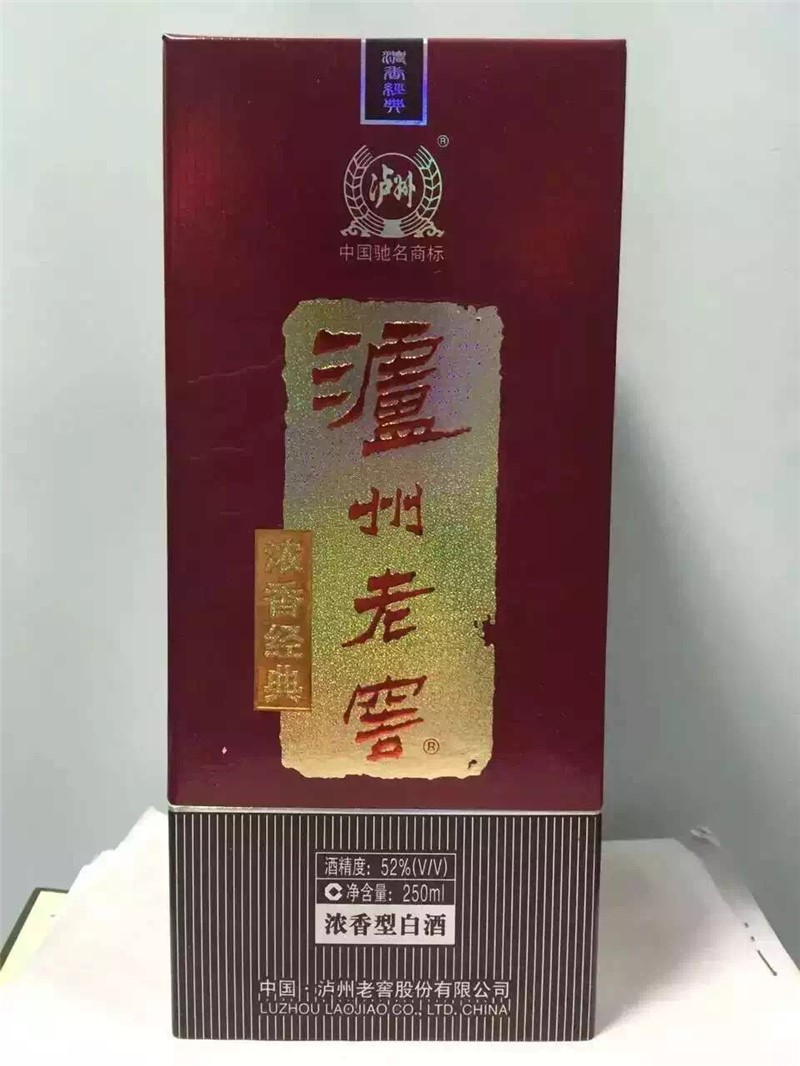 濃香經典
泸州
®
中国驰名商标
瀘州老窖
®
浓香经典
酒精度：52%(V/V)
净含量：250ml
浓香型白酒
中国·泸州老窖股份有限公司
LUZHOU LAOJIAO CO., LTD. CHINA